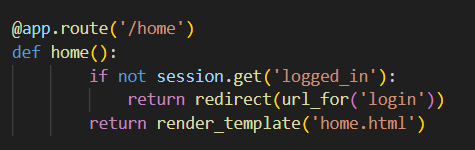 @app.route('/home')
def home():
        if not session.get('logged_in'):
            return redirect(url_for('login'))
        return render_template('home.html')